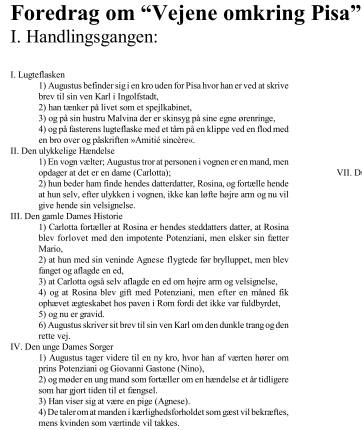 Foredrag om “Vejene omkring Pisa”
I. Handlingsgangen:
I. Lugteflasken
1) Augustus befinder sig i en kro uden for Pisa hvor han er ved at skrive
brev til sin ven Karl i Ingolfstadt,
2) han tænker på livet som et spejlkabinet,
3) og på sin hustru Malvina der er skinsyg på sine egne ørenringe,
4) og på fasterens lugteflaske med et tårn på en klippe ved en flod med
en bro over og påskriften »Amitié sincère«.
II. Den ulykkelige Hændelse
1) En vogn vælter; Augustus tror at personen i vognen er en mand, men
opdager at det er en dame (Carlotta);
2) hun beder ham finde hendes datterdatter, Rosina, og fortælle hende
at hun selv, efter ulykken i vognen, ikke kan løfte højre arm og nu vil
give hende sin velsignelse.
III. Den gamle Dames Historie
1) Carlotta fortæller at Rosina er hendes steddatters datter, at Rosina
blev forlovet med den impotente Potenziani, men elsker sin fætter
Mario,
2) at hun med sin veninde Agnese flygtede før brylluppet, men blev
fanget og aflagde en ed,
3) at Carlotta også selv aflagde en ed om højre arm og velsignelse,
4) og at Rosina blev gift med Potenziani, men efter en måned fik
ophævet ægteskabet hos paven i Rom fordi det ikke var fuldbyrdet,
5) og nu er gravid.
6) Augustus skriver sit brev til sin ven Karl om den dunkle trang og den
rette vej.
IV. Den unge Dames Sorger
1) Augustus tager videre til en ny kro, hvor han af værten hører om
prins Potenziani og Giovanni Gastone (Nino),
2) og møder en ung mand som fortæller om en hændelse et år tidligere
som har gjort tiden til et fængsel.
3) Han viser sig at være en pige (Agnese).
4) De taler om at manden i kærlighedsforholdet som gæst vil bekræftes,
mens kvinden som værtinde vil takkes.
VII. D